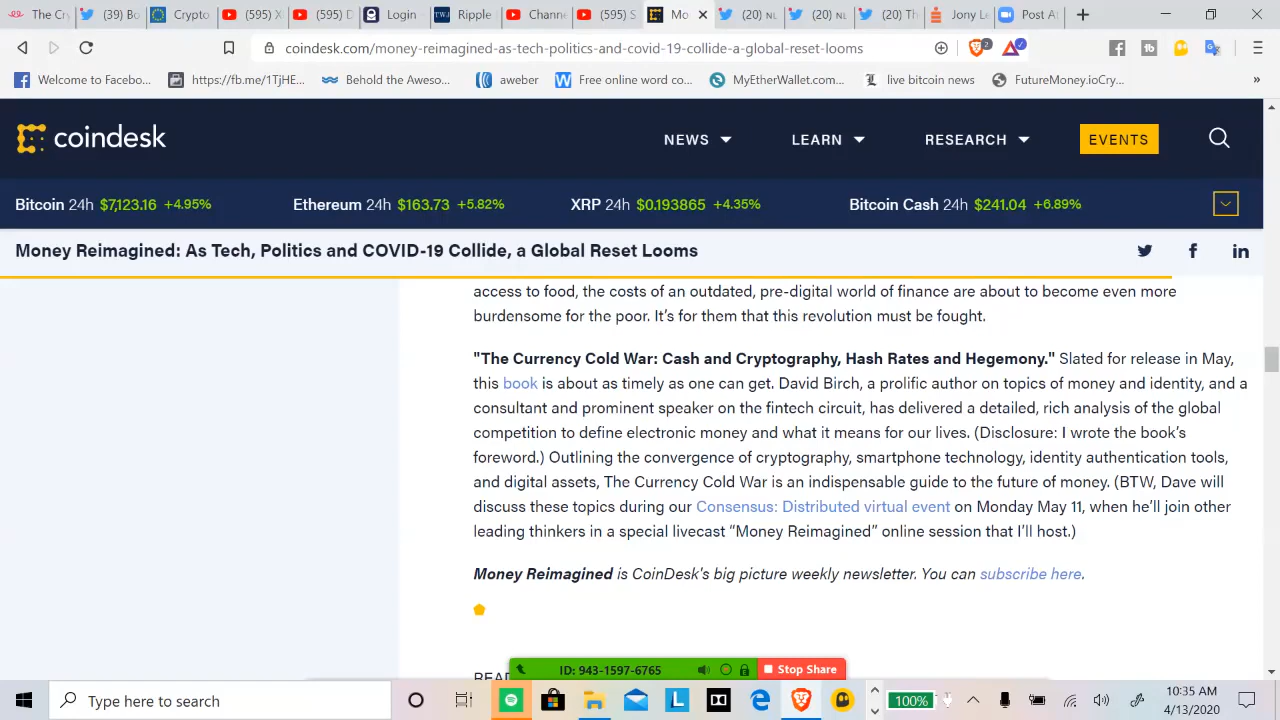 The Cr
(39) B
Crypto
(595) X
(595) D
Login
TWJ
Ripple
Chann
(595) S
Mo
(20) NL
(20) NL
(20) Th
Jony Le
Post At
coindesk.com/money-reimagined-as-tech-politics-and-covid-19-collide-a-global-reset-looms
2
Welcome to Facebo...
https://fb.me/1TjHE...
Behold the Aweso...
aweber
W
Free online word co...
MyEtherWallet.com...
live bitcoin news
FutureMoney.ioCry...
»
coindesk
NEWS
LEARN
RESEARCH
EVENTS
Bitcoin 24h $7,123.16 +4.95%
Ethereum 24h $163.73 +5.82%
XRP 24h $0.193865 +4.35%
Bitcoin Cash 24h $241.04 +6.89%
Money Reimagined: As Tech, Politics and COVID-19 Collide, a Global Reset Looms
access to food, the costs of an outdated, pre-digital world of finance are about to become even more
burdensome for the poor. It's for them that this revolution must be fought.
"The Currency Cold War: Cash and Cryptography, Hash Rates and Hegemony." Slated for release in May,
this book is about as timely as one can get. David Birch, a prolific author on topics of money and identity, and a
consultant and prominent speaker on the fintech circuit, has delivered a detailed, rich analysis of the global
competition to define electronic money and what it means for our lives. (Disclosure: I wrote the book's
foreword.) Outlining the convergence of cryptography, smartphone technology, identity authentication tools,
and digital assets, The Currency Cold War is an indispensable guide to the future of money. (BTW, Dave will
discuss these topics during our Consensus: Distributed virtual event on Monday May 11, when he'll join other
leading thinkers in a special livecast “Money Reimagined” online session that I'll host.)
Money Reimagined is CoinDesk's big picture weekly newsletter. You can subscribe here.
READ
ID: 943-1597-6765
Stop Share
Type here to search
100%
10:35 AM
4/13/2020